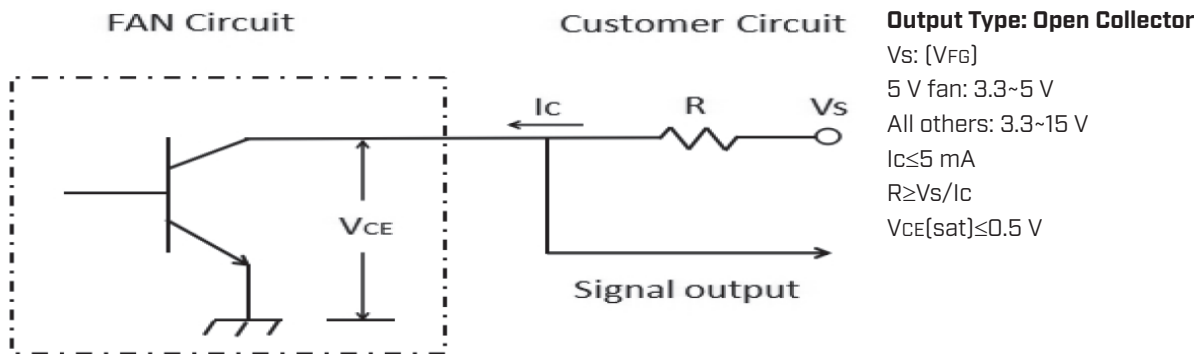 FAN Circuit
Customer Circuit
Ic
R
Vs
VCE
Signal output
Output Type: Open Collector
Vs: (VFG)
5 V fan: 3.3~5 V
All others: 3.3~15 V
Ic≤5 mA
R≥Vs/Ic
VCE(sat)≤0.5 V